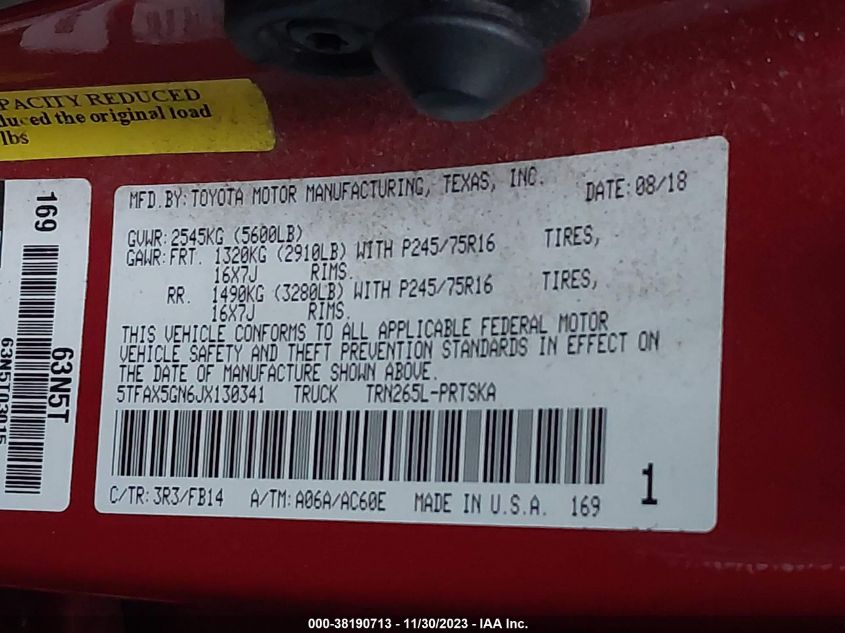 PACITY REDUCED
duced the original load
lbs
169
63N5T
63N5T03015
MFD.BY:TOYOTA MOTOR MANUFACTURING, TEXAS, INC. DATE:08/18
GVWR:2545KG (5600LB)
GAWR:FRT. 1320KG (2910LB) WITH P245/75R16 TIRES,
16X7J RIMS.
RR. 1490KG (3280LB) WITH P245/75R16 TIRES,
16X7J RIMS.
THIS VEHICLE CONFORMS TO ALL APPLICABLE FEDERAL MOTOR
VEHICLE SAFETY AND THEFT PREVENTION STANDARDS IN EFFECT ON
THE DATE OF MANUFACTURE SHOWN ABOVE.
5TFAX5GN6JX130341 TRUCK TRN265L-PRTSKA
C/TR: 3R3/FB14 A/TM: A06A/AC60E MADE IN U.S.A. 169
1
000-38190713 - 11/30/2023 - IAA Inc.